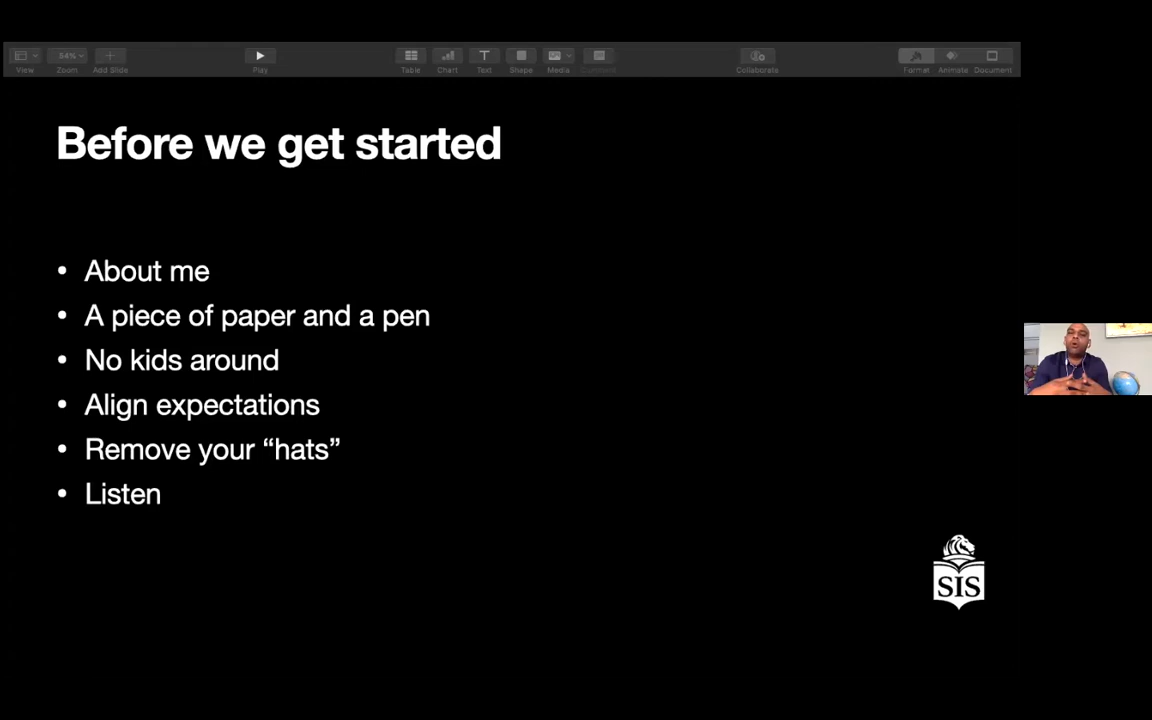 34%
View
Zoom
Add Slide
Play
Table
Chart
Text
Shape
Media
Collaborate
Format
Animate
Document
Before we get started
• About me
• A piece of paper and a pen
• No kids around
• Align expectations
• Remove your “hats”
• Listen
SIS